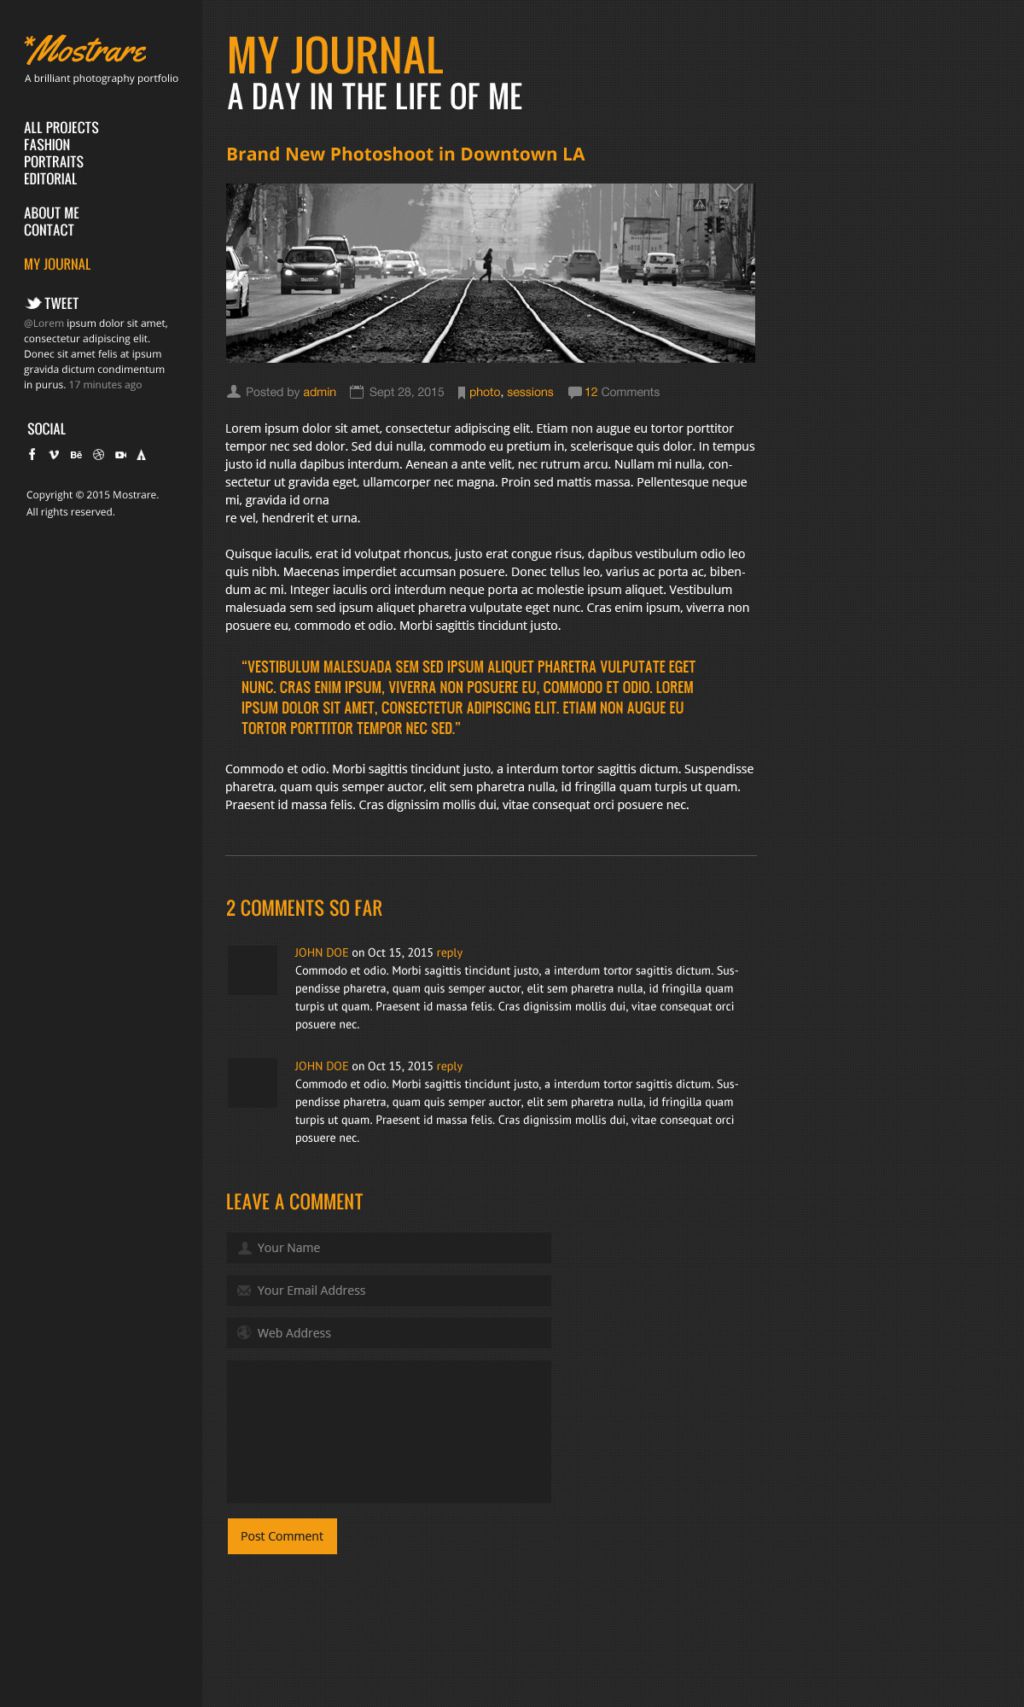 *Mostrare
A brilliant photography portfolio
ALL PROJECTS
FASHION
PORTRAITS
EDITORIAL
ABOUT ME
CONTACT
MY JOURNAL
TWEET
@Lorem ipsum dolor sit amet,
consectetur adipiscing elit.
Donec sit amet felis at ipsum
gravida dictum condimentum
in purus. 17 minutes ago
SOCIAL
Bē
Copyright © 2015 Mostrare.
All rights reserved.
MY JOURNAL
A DAY IN THE LIFE OF ME
Brand New Photoshoot in Downtown LA
Posted by admin Sept 28, 2015 photo, sessions 12 Comments
Lorem ipsum dolor sit amet, consectetur adipiscing elit. Etiam non augue eu tortor porttitor
tempor nec sed dolor. Sed dui nulla, commodo eu pretium in, scelerisque quis dolor. In tempus
justo id nulla dapibus interdum. Aenean a ante velit, nec rutrum arcu. Nullam mi nulla, con-
sectetur ut gravida eget, ullamcorper nec magna. Proin sed mattis massa. Pellentesque neque
mi, gravida id orna
re vel, hendrerit et urna.
Quisque iaculis, erat id volutpat rhoncus, justo erat congue risus, dapibus vestibulum odio leo
quis nibh. Maecenas imperdiet accumsan posuere. Donec tellus leo, varius ac porta ac, biben-
dum ac mi. Integer iaculis orci interdum neque porta ac molestie ipsum aliquet. Vestibulum
malesuada sem sed ipsum aliquet pharetra vulputate eget nunc. Cras enim ipsum, viverra non
posuere eu, commodo et odio. Morbi sagittis tincidunt justo.
“VESTIBULUM MALESUADA SEM SED IPSUM ALIQUET PHARETRA VULPUTATE EGET
NUNC. CRAS ENIM IPSUM, VIVERRA NON POSUERE EU, COMMODO ET ODIO. LOREM
IPSUM DOLOR SIT AMET, CONSECTETUR ADIPISCING ELIT. ETIAM NON AUGUE EU
TORTOR PORTTITOR TEMPOR NEC SED.”
Commodo et odio. Morbi sagittis tincidunt justo, a interdum tortor sagittis dictum. Suspendisse
pharetra, quam quis semper auctor, elit sem pharetra nulla, id fringilla quam turpis ut quam.
Praesent id massa felis. Cras dignissim mollis dui, vitae consequat orci posuere nec.
2 COMMENTS SO FAR
JOHN DOE on Oct 15, 2015 reply
Commodo et odio. Morbi sagittis tincidunt justo, a interdum tortor sagittis dictum. Sus-
pendisse pharetra, quam quis semper auctor, elit sem pharetra nulla, id fringilla quam
turpis ut quam. Praesent id massa felis. Cras dignissim mollis dui, vitae consequat orci
posuere nec.
JOHN DOE on Oct 15, 2015 reply
Commodo et odio. Morbi sagittis tincidunt justo, a interdum tortor sagittis dictum. Sus-
pendisse pharetra, quam quis semper auctor, elit sem pharetra nulla, id fringilla quam
turpis ut quam. Praesent id massa felis. Cras dignissim mollis dui, vitae consequat orci
posuere nec.
LEAVE A COMMENT
Your Name
Your Email Address
Web Address
Post Comment